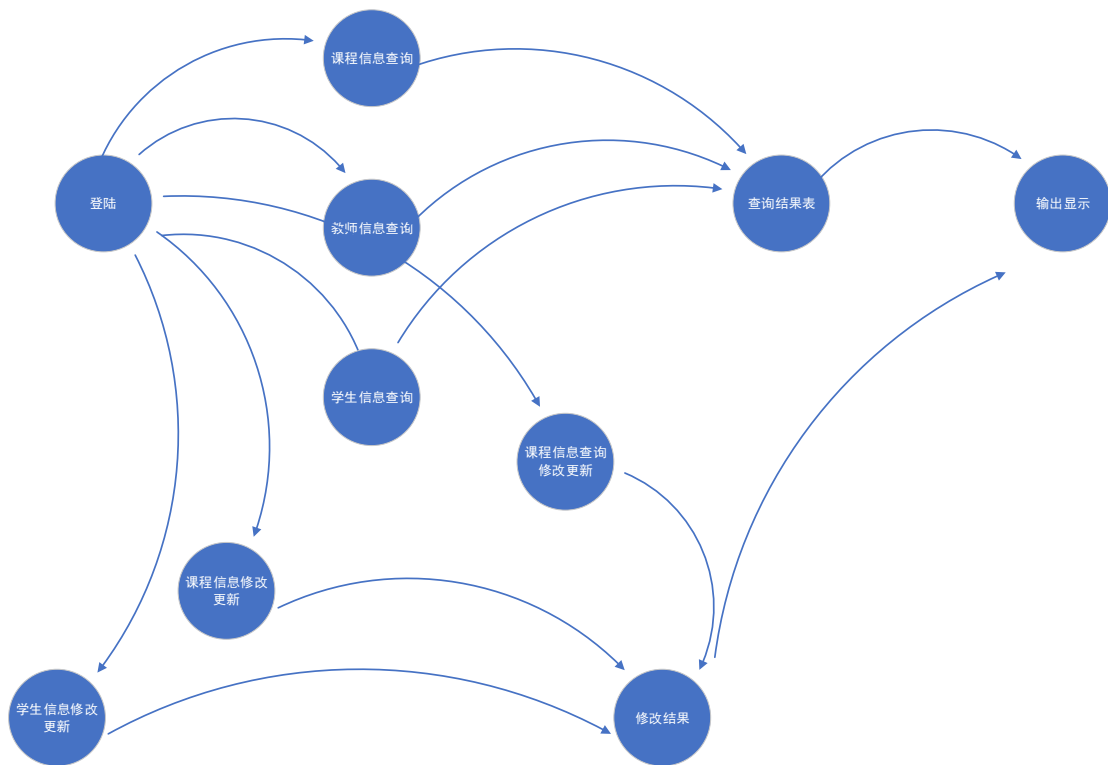 课程信息查询
登陆
教师信息查询
查询结果表
输出显示
学生信息查询
课程信息查询
修改更新
课程信息修改
更新
学生信息修改
更新
修改结果